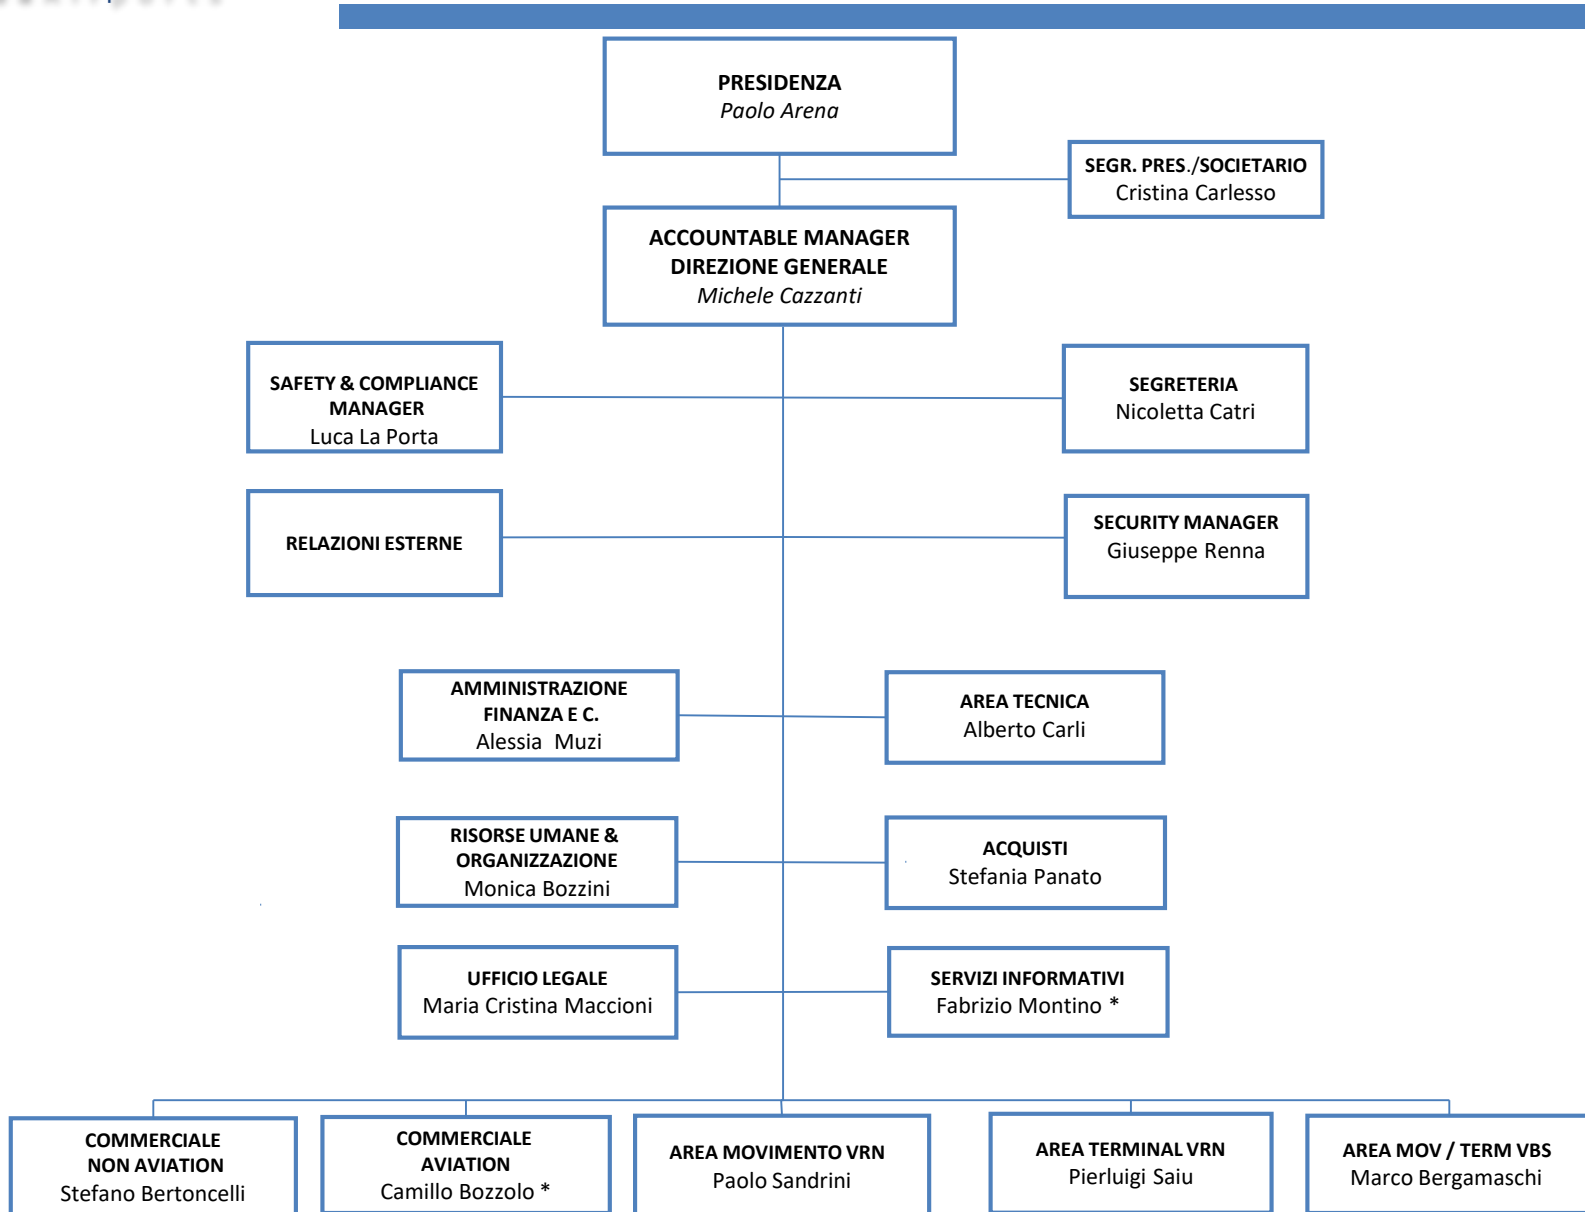 PRESIDENZA
Paolo Arena
SEGR. PRES./SOCIETARIO
Cristina Carlesso
ACCOUNTABLE MANAGER
DIREZIONE GENERALE
Michele Cazzanti
SAFETY & COMPLIANCE
MANAGER
Luca La Porta
SEGRETERIA
Nicoletta Catri
RELAZIONI ESTERNE
SECURITY MANAGER
Giuseppe Renna
AMMINISTRAZIONE
FINANZA E C.
Alessia Muzi
AREA TECNICA
Alberto Carli
RISORSE UMANE &
ORGANIZZAZIONE
Monica Bozzini
ACQUISTI
Stefania Panato
UFFICIO LEGALE
Maria Cristina Maccioni
SERVIZI INFORMATIVI
Fabrizio Montino *
COMMERCIALE
NON AVIATION
Stefano Bertoncelli
COMMERCIALE
AVIATION
Camillo Bozzolo *
AREA MOVIMENTO VRN
Paolo Sandrini
AREA TERMINAL VRN
Pierluigi Saiu
AREA MOV / TERM VBS
Marco Bergamaschi